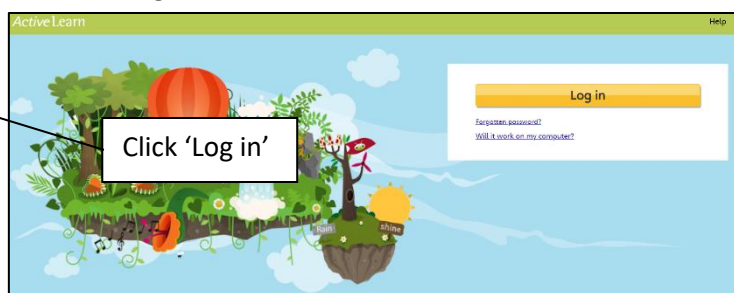 ActiveLearn
Help
Log in
Forgotten password?
Will it work on my computer?
Click ‘Log in’
Rain
shine